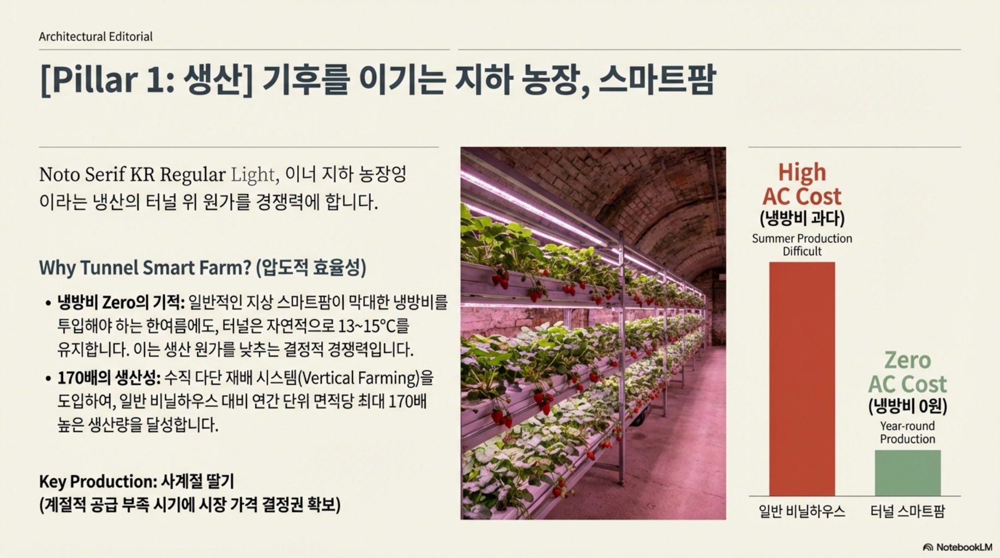 Architectural Editorial
[Pillar 1: 생산] 기후를 이기는 지하 농장, 스마트팜
Noto Serif KR Regular Light, 이너 지하 농장엉
이라는 냉산의 터널 위 원가를 경쟁력에 합니다.
Why Tunnel Smart Farm? (압도적 효율성)
• 냉방비 Zero의 기적: 일반적인 지상 스마트팜이 막대한 냉방비를
투입해야 하는 한여름에도, 터널은 자연적으로 13~15°C를
유지합니다. 이는 생산 원가를 낮추는 결정적 경쟁력입니다.
• 170배의 생산성: 수직 다단 재배 시스템(Vertical Farming)을
도입하여, 일반 비닐하우스 대비 연간 단위 면적당 최대 170배
높은 생산량을 달성합니다.
Key Production: 사계절 딸기
(계절적 공급 부족 시기에 시장 가격 결정권 확보)
High
AC Cost
(냉방비 과다)
Summer Production
Difficult
Zero
AC Cost
(냉방비 0원)
Year-round
Production
일반 비닐하우스
터널 스마트팜
NotebookLM